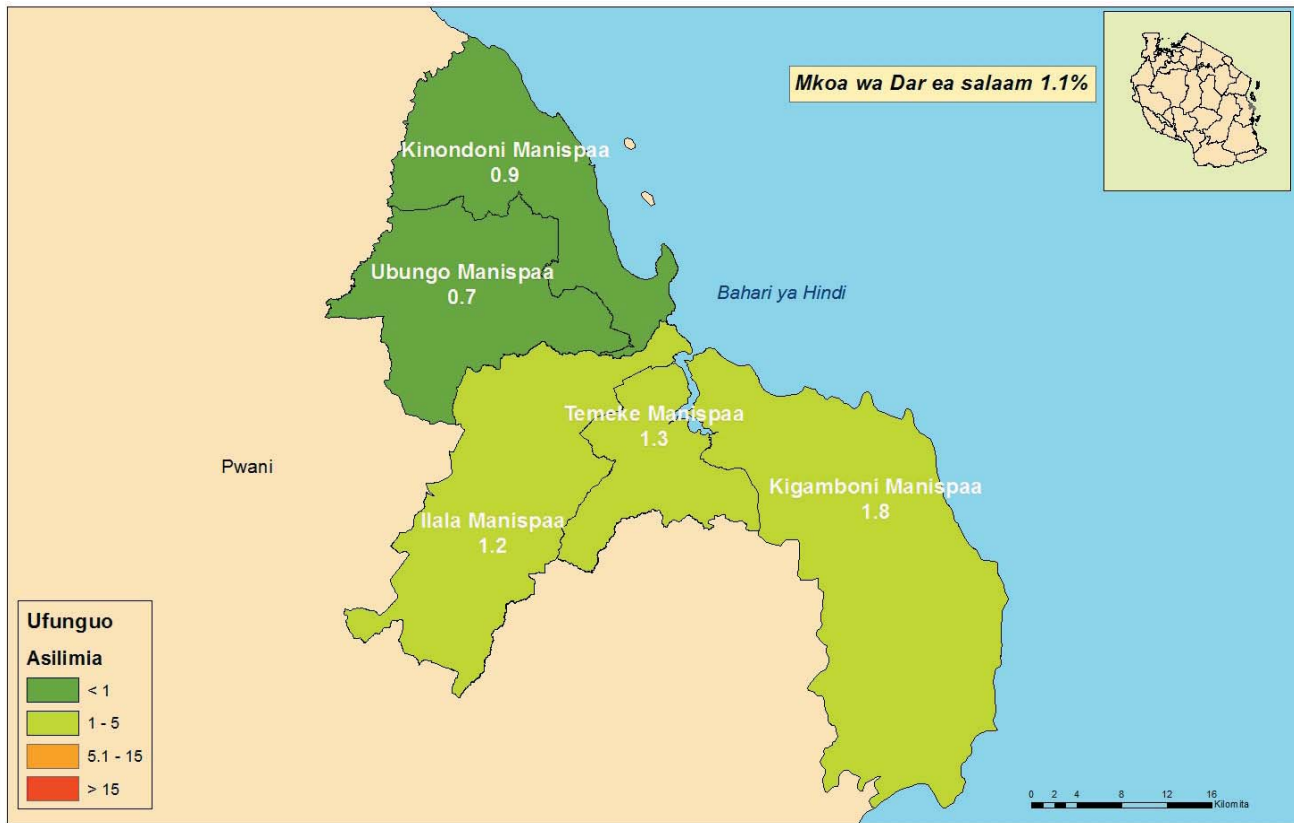 Mkoa wa Dar ea salaam 1.1%
Kinondoni Manispaa
0.9
Ubungo Manispaa
0.7
Bahari ya Hindi
Temeke Manispaa
1.3
Pwani
Kigamboni Manispaa
1.8
Ilala Manispaa
1.2
Ufunguo
Asilimia
< 1
1 - 5
5.1 - 15
> 15
0 2 4 8 12 16
Kilomita